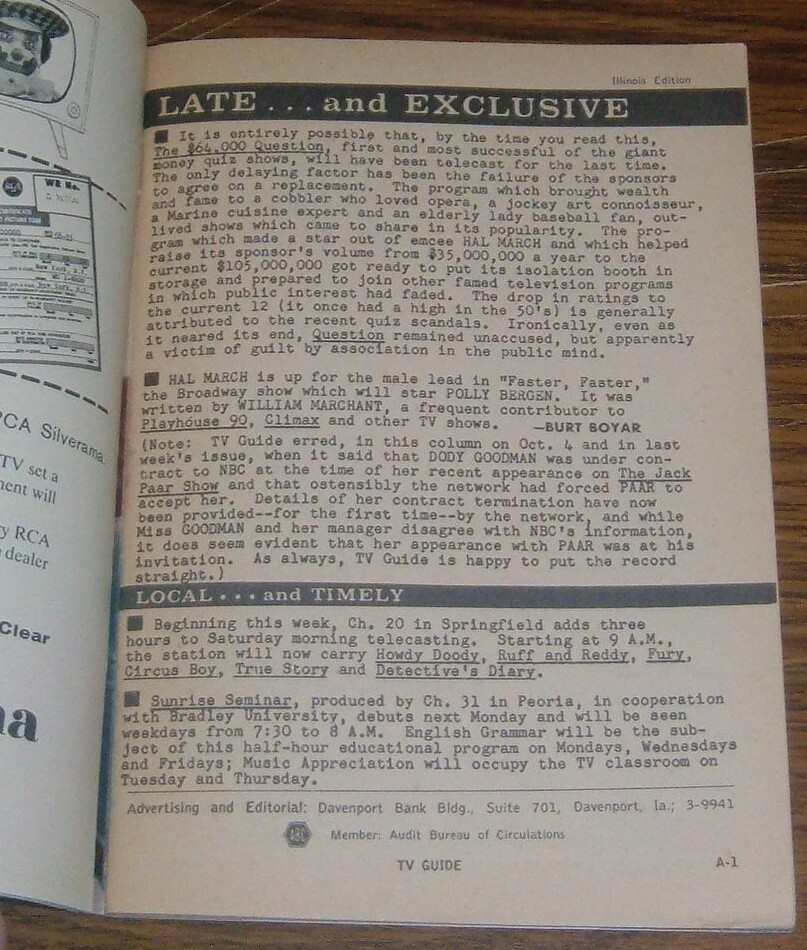 Illinois Edition
LATE . . . and EXCLUSIVE
It is entirely possible that, by the time you read this,
The $64,000 Question, first and most successful of the giant
money quiz shows, will have been telecast for the last time.
The only delaying factor has been the failure of the sponsors
to agree on a replacement. The program which brought wealth
and fame to a cobbler who loved opera, a jockey art connoisseur,
a Marine cuisine expert and an elderly lady baseball fan, out-
lived shows which came to share in its popularity. The pro-
gram which made a star out of emcee HAL MARCH and which helped
raise its sponsor's volume from $35,000,000 a year to the
current $105,000,000 got ready to put its isolation booth in
storage and prepared to join other famed television programs
in which public interest had faded. The drop in ratings to
the current 12 (it once had a high in the 50's) is generally
attributed to the recent quiz scandals. Ironically, even as
it neared its end, Question remained unaccused, but apparently
a victim of guilt by association in the public mind.
HAL MARCH is up for the male lead in "Faster, Faster,"
the Broadway show which will star POLLY BERGEN. It was
written by WILLIAM MARCHANT, a frequent contributor to
Playhouse 90, Climax and other TV shows. —BURT BOYAR
(Note: TV Guide erred, in this column on Oct. 4 and in last
week's issue, when it said that DODY GOODMAN was under con-
tract to NBC at the time of her recent appearance on The Jack
Paar Show and that ostensibly the network had forced PAAR to
accept her. Details of her contract termination have now
been provided--for the first time--by the network, and while
Miss GOODMAN and her manager disagree with NBC's information,
it does seem evident that her appearance with PAAR was at his
invitation. As always, TV Guide is happy to put the record
straight.)
LOCAL . . . and TIMELY
Beginning this week, Ch. 20 in Springfield adds three
hours to Saturday morning telecasting. Starting at 9 A.M.,
the station will now carry Howdy Doody, Ruff and Reddy, Fury,
Circus Boy, True Story and Detective's Diary.
Sunrise Seminar, produced by Ch. 31 in Peoria, in cooperation
with Bradley University, debuts next Monday and will be seen
weekdays from 7:30 to 8 A.M. English Grammar will be the sub-
ject of this half-hour educational program on Mondays, Wednesdays
and Fridays; Music Appreciation will occupy the TV classroom on
Tuesday and Thursday.
Advertising and Editorial: Davenport Bank Bldg., Suite 701, Davenport, Ia.; 3-9941
Member: Audit Bureau of Circulations
TV GUIDE
A-1
WR No.
RCA Silverama
TV set a
ment will
RCA
dealer
Clear